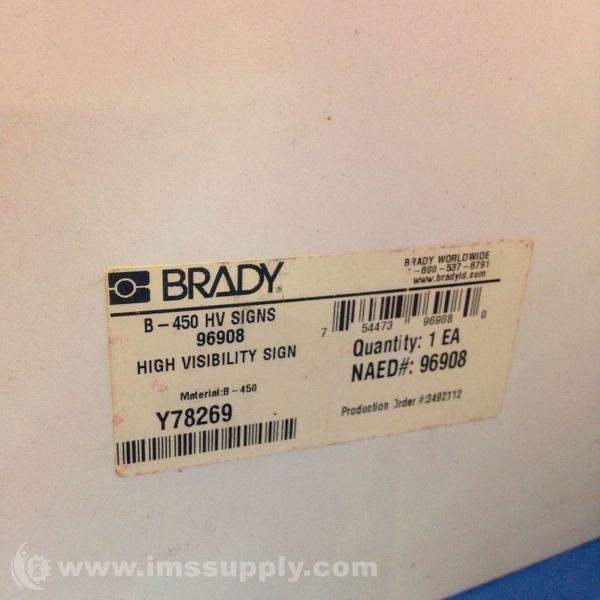 BRADY
B-450 HV SIGNS
96908
HIGH VISIBILITY SIGN
Material:B-450
Y78269
BRADY WORLDWIDE
1-800-537-8791
www.bradyid.com
7 54473 96908 0
Quantity: 1 EA
NAED#: 96908
Production Order #:3492112
www.imssupply.com